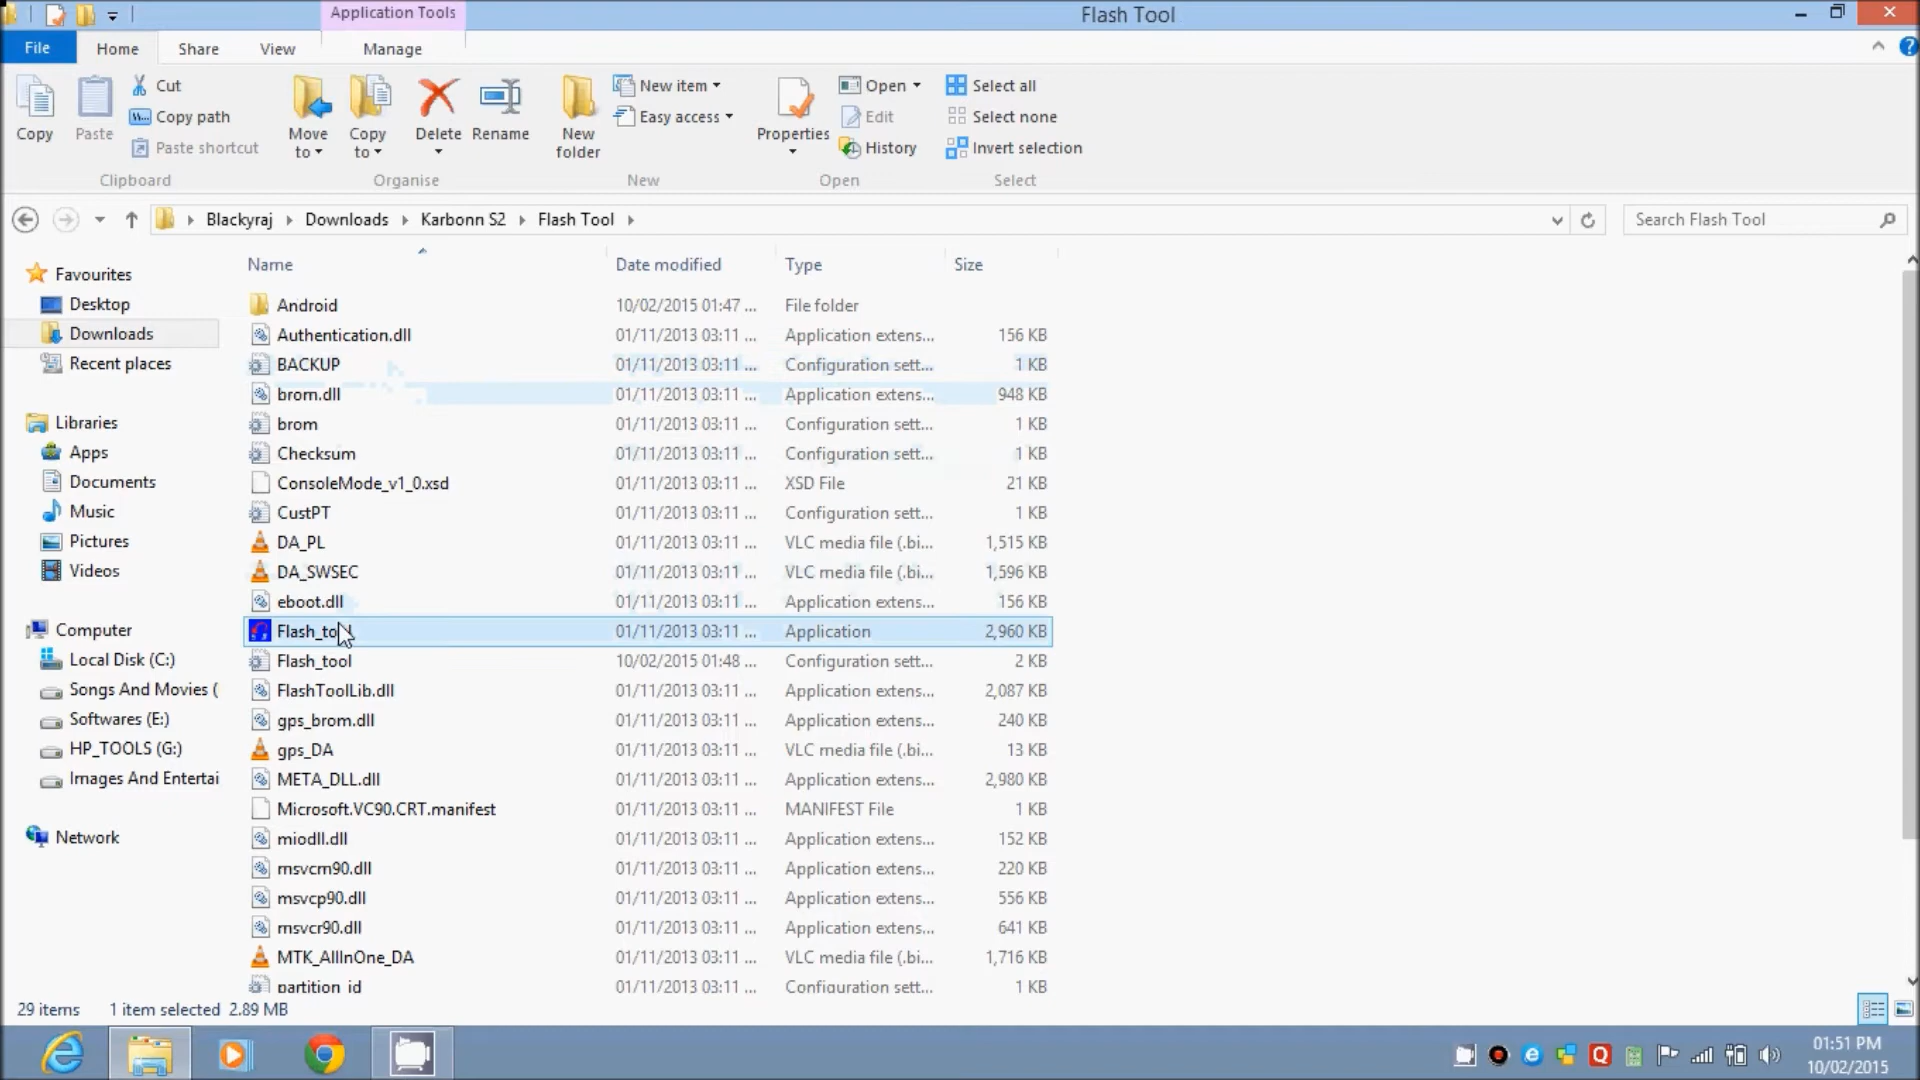 Application Tools
Flash Tool
File
Home
Share
View
Manage
Copy
Paste
Cut
Copy path
Paste shortcut
Clipboard
Move to
Copy to
Delete
Rename
Organise
New folder
New item
Easy access
New
Properties
Open
Edit
History
Open
Select all
Select none
Invert selection
Select
Blackyraj
Downloads
Karbonn S2
Flash Tool
Search Flash Tool
Favourites
Desktop
Downloads
Recent places
Libraries
Apps
Documents
Music
Pictures
Videos
Computer
Local Disk (C:)
Songs And Movies (
Softwares (E:)
HP_TOOLS (G:)
Images And Entertai
Network
Name Date modified Type Size
Android 10/02/2015 01:47 ... File folder
Authentication.dll 01/11/2013 03:11 ... Application extens... 156 KB
BACKUP 01/11/2013 03:11 ... Configuration sett... 1 KB
brom.dll 01/11/2013 03:11 ... Application extens... 948 KB
brom 01/11/2013 03:11 ... Configuration sett... 1 KB
Checksum 01/11/2013 03:11 ... Configuration sett... 1 KB
ConsoleMode_v1_0.xsd 01/11/2013 03:11 ... XSD File 21 KB
CustPT 01/11/2013 03:11 ... Configuration sett... 1 KB
DA_PL 01/11/2013 03:11 ... VLC media file (.bi... 1,515 KB
DA_SWSEC 01/11/2013 03:11 ... VLC media file (.bi... 1,596 KB
eboot.dll 01/11/2013 03:11 ... Application extens... 156 KB
Flash_tool 01/11/2013 03:11 ... Application 2,960 KB
Flash_tool 10/02/2015 01:48 ... Configuration sett... 2 KB
FlashToolLib.dll 01/11/2013 03:11 ... Application extens... 2,087 KB
gps_brom.dll 01/11/2013 03:11 ... Application extens... 240 KB
gps_DA 01/11/2013 03:11 ... VLC media file (.bi... 13 KB
META_DLL.dll 01/11/2013 03:11 ... Application extens... 2,980 KB
Microsoft.VC90.CRT.manifest 01/11/2013 03:11 ... MANIFEST File 1 KB
miodll.dll 01/11/2013 03:11 ... Application extens... 152 KB
msvcm90.dll 01/11/2013 03:11 ... Application extens... 220 KB
msvcp90.dll 01/11/2013 03:11 ... Application extens... 556 KB
msvcr90.dll 01/11/2013 03:11 ... Application extens... 641 KB
MTK_AllInOne_DA 01/11/2013 03:11 ... VLC media file (.bi... 1,716 KB
partition_id 01/11/2013 03:11 ... Configuration sett... 1 KB
29 items 1 item selected 2.89 MB
01:51 PM
10/02/2015